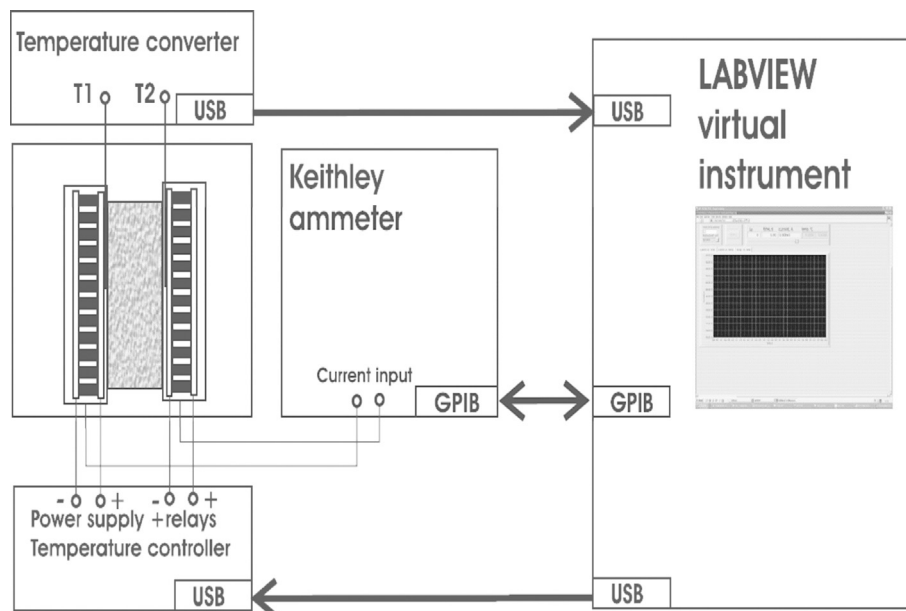 Temperature converter
T1 T2
USB
USB
LABVIEW
virtual
instrument
Keithley
ammeter
Current input
GPIB
GPIB
- + - +
Power supply +relays
Temperature controller
USB
USB